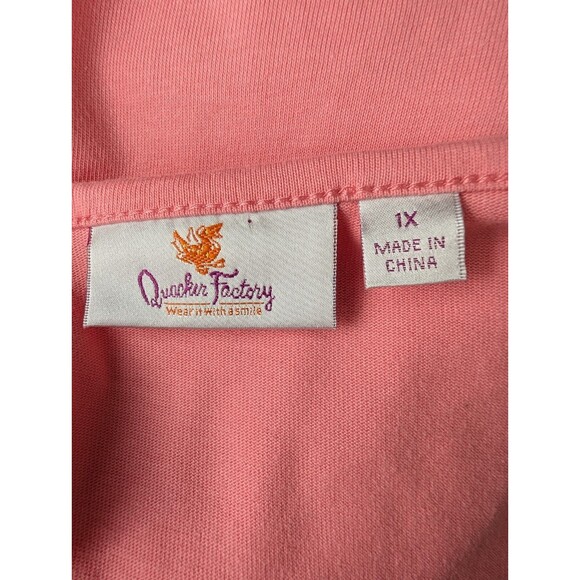 Quacker Factory
Wear it with a smile
1X
MADE IN
CHINA